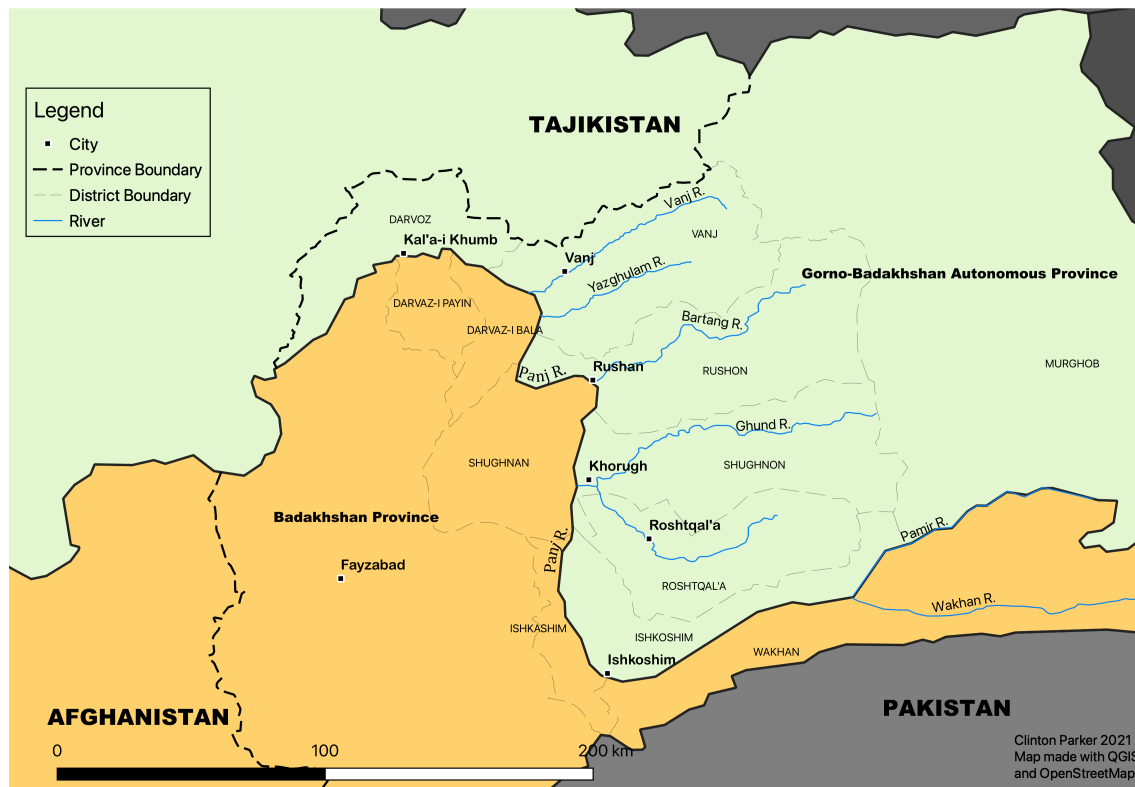 Legend
City
Province Boundary
District Boundary
River
TAJIKISTAN
Vanj R.
DARVOZ
VANJ
Kal'a-i Khumb
Vanj
Yazghulam R.
Gorno-Badakhshan Autonomous Province
DARVAZ-I PAYIN
Bartang R.
DARVAZ-I BALA
Panj R.
Rushan
RUSHON
MURGHOB
Ghund R.
SHUGHNAN
Khorugh
SHUGHNON
Badakhshan Province
Roshtqal'a
Pamir R.
Panj R.
Fayzabad
ROSHTQAL'A
Wakhan R.
ISHKASHIM
ISHKOSHIM
WAKHAN
Ishkoshim
AFGHANISTAN
PAKISTAN
0 100 200 km
Clinton Parker 2021
Map made with QGIS
and OpenStreetMap